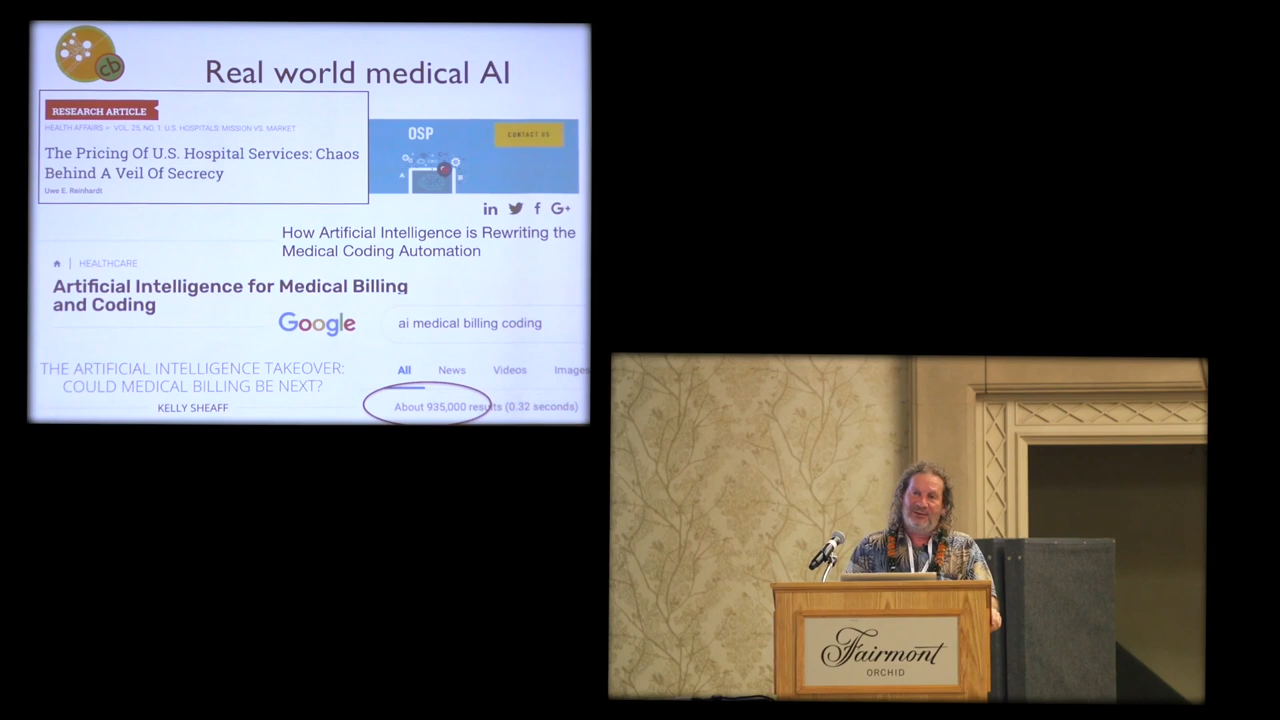 cb
Real world medical AI
RESEARCH ARTICLE
HEALTH AFFAIRS > VOL. 25, NO. 1: U.S. HOSPITALS: MISSION VS. MARKET
The Pricing Of U.S. Hospital Services: Chaos
Behind A Veil Of Secrecy
Uwe E. Reinhardt
OSP
CONTACT US
in f G+
How Artificial Intelligence is Rewriting the
Medical Coding Automation
| HEALTHCARE
Artificial Intelligence for Medical Billing
and Coding
Google
ai medical billing coding
THE ARTIFICIAL INTELLIGENCE TAKEOVER:
COULD MEDICAL BILLING BE NEXT?
KELLY SHEAFF
All News Videos Images
About 935,000 results (0.32 seconds)
Fairmont
ORCHID